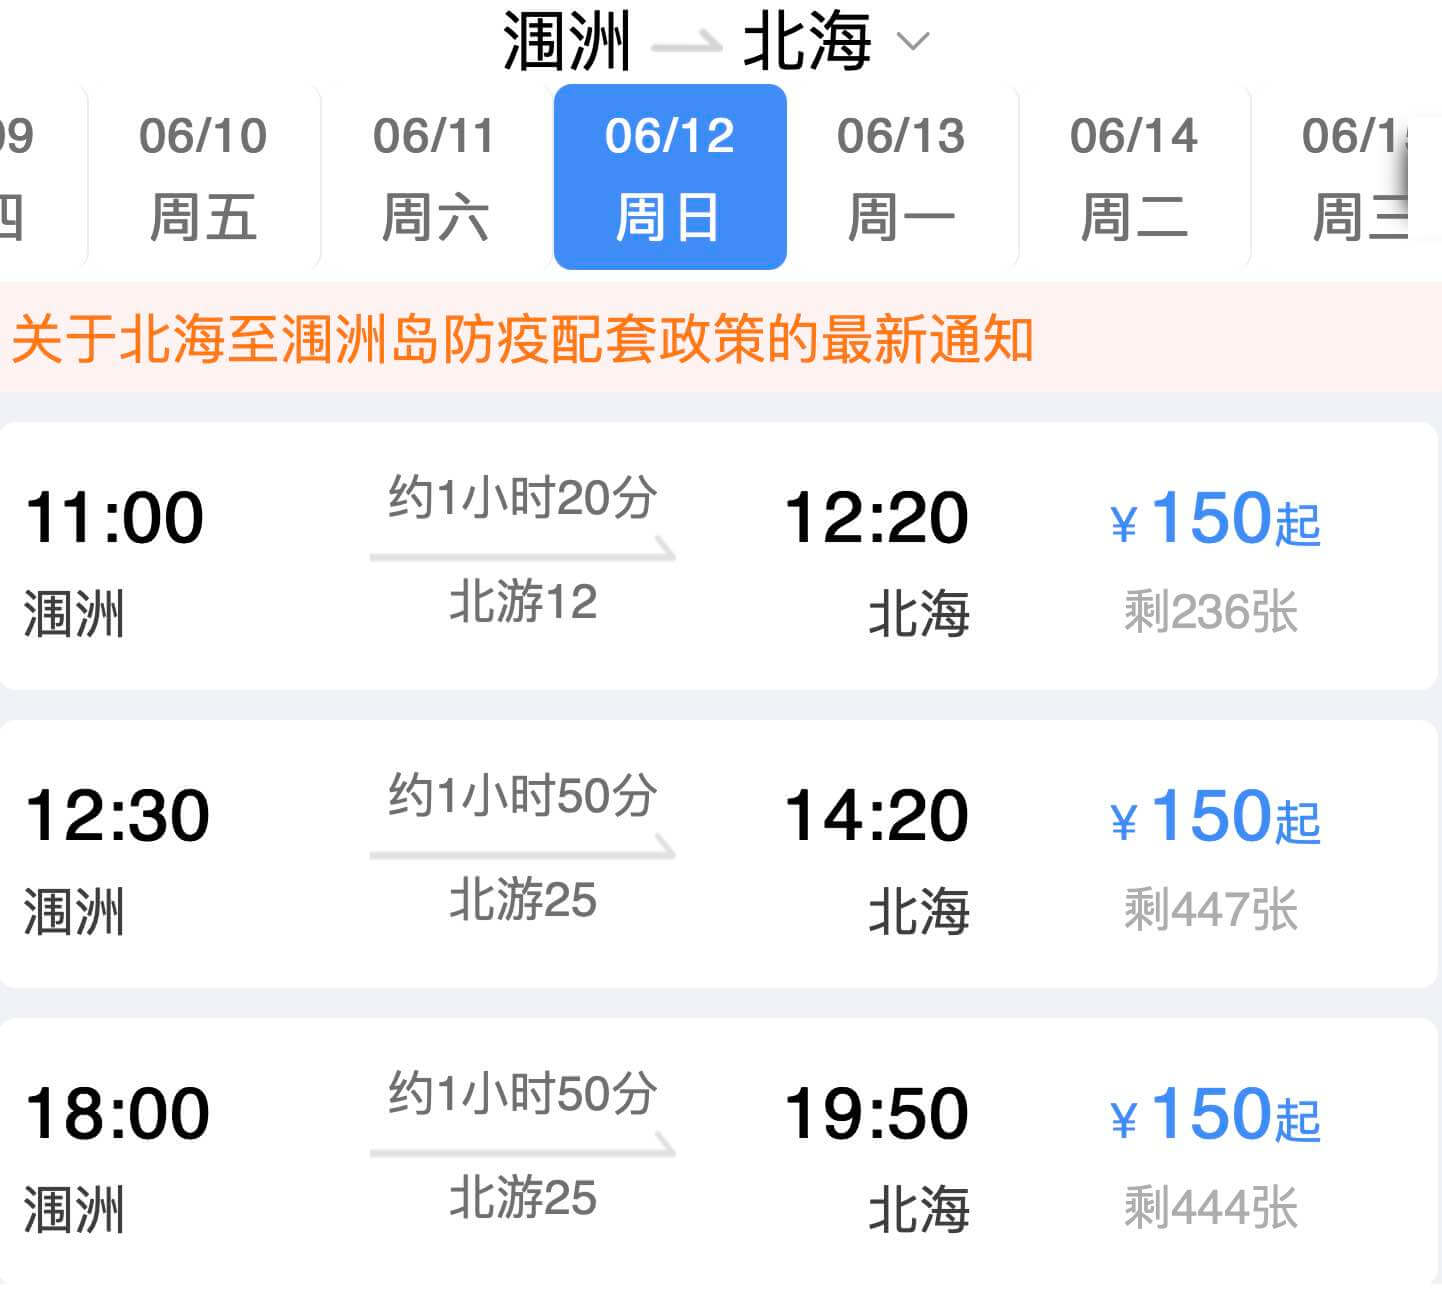 涠洲 北海
09 06/10 06/11 06/12 06/13 06/14 06/15
四 周五 周六 周日 周一 周二 周三
关于北海至涠洲岛防疫配套政策的最新通知
约1小时20分
11:00 12:20 ¥150起
北游12
涠洲 北海 剩236张
约1小时50分
12:30 14:20 ¥150起
北游25
涠洲 北海 剩447张
约1小时50分
18:00 19:50 ¥150起
北游25
涠洲 北海 剩444张